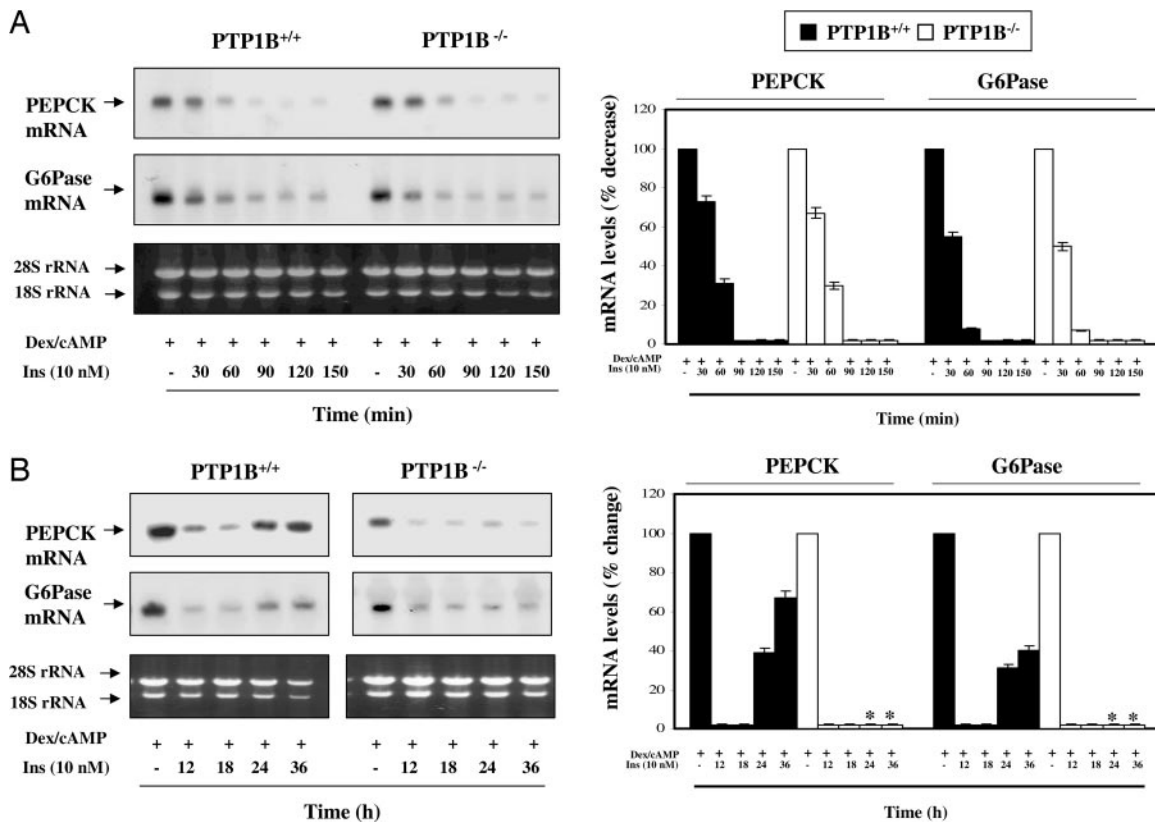 A
PTP1B+/+ PTP1B -/-
PEPCK
mRNA
G6Pase
mRNA
28S rRNA
18S rRNA
Dex/cAMP + + + + + + + + + + + +
Ins (10 nM) - 30 60 90 120 150 - 30 60 90 120 150
Time (min)
PTP1B+/+ PTP1B-/-
PEPCK G6Pase
mRNA levels (% decrease)
120
100
80
60
40
20
0
Dex/cAMP + + + + + + + + + + + + + + + + + + + + + + + +
Ins (10 nM) - 30 60 90 120 150 - 30 60 90 120 150 - 30 60 90 120 150 - 30 60 90 120 150
Time (min)
B
PTP1B+/+ PTP1B -/-
PEPCK
mRNA
G6Pase
mRNA
28S rRNA
18S rRNA
Dex/cAMP + + + + + + + + + +
Ins (10 nM) - 12 18 24 36 - 12 18 24 36
Time (h)
PEPCK G6Pase
mRNA levels (% change)
120
100
80
60
40
20
0
* * * *
Dex/cAMP + + + + + + + + + + + + + + + + + + + +
Ins (10 nM) - 12 18 24 36 - 12 18 24 36 - 12 18 24 36 - 12 18 24 36
Time (h)